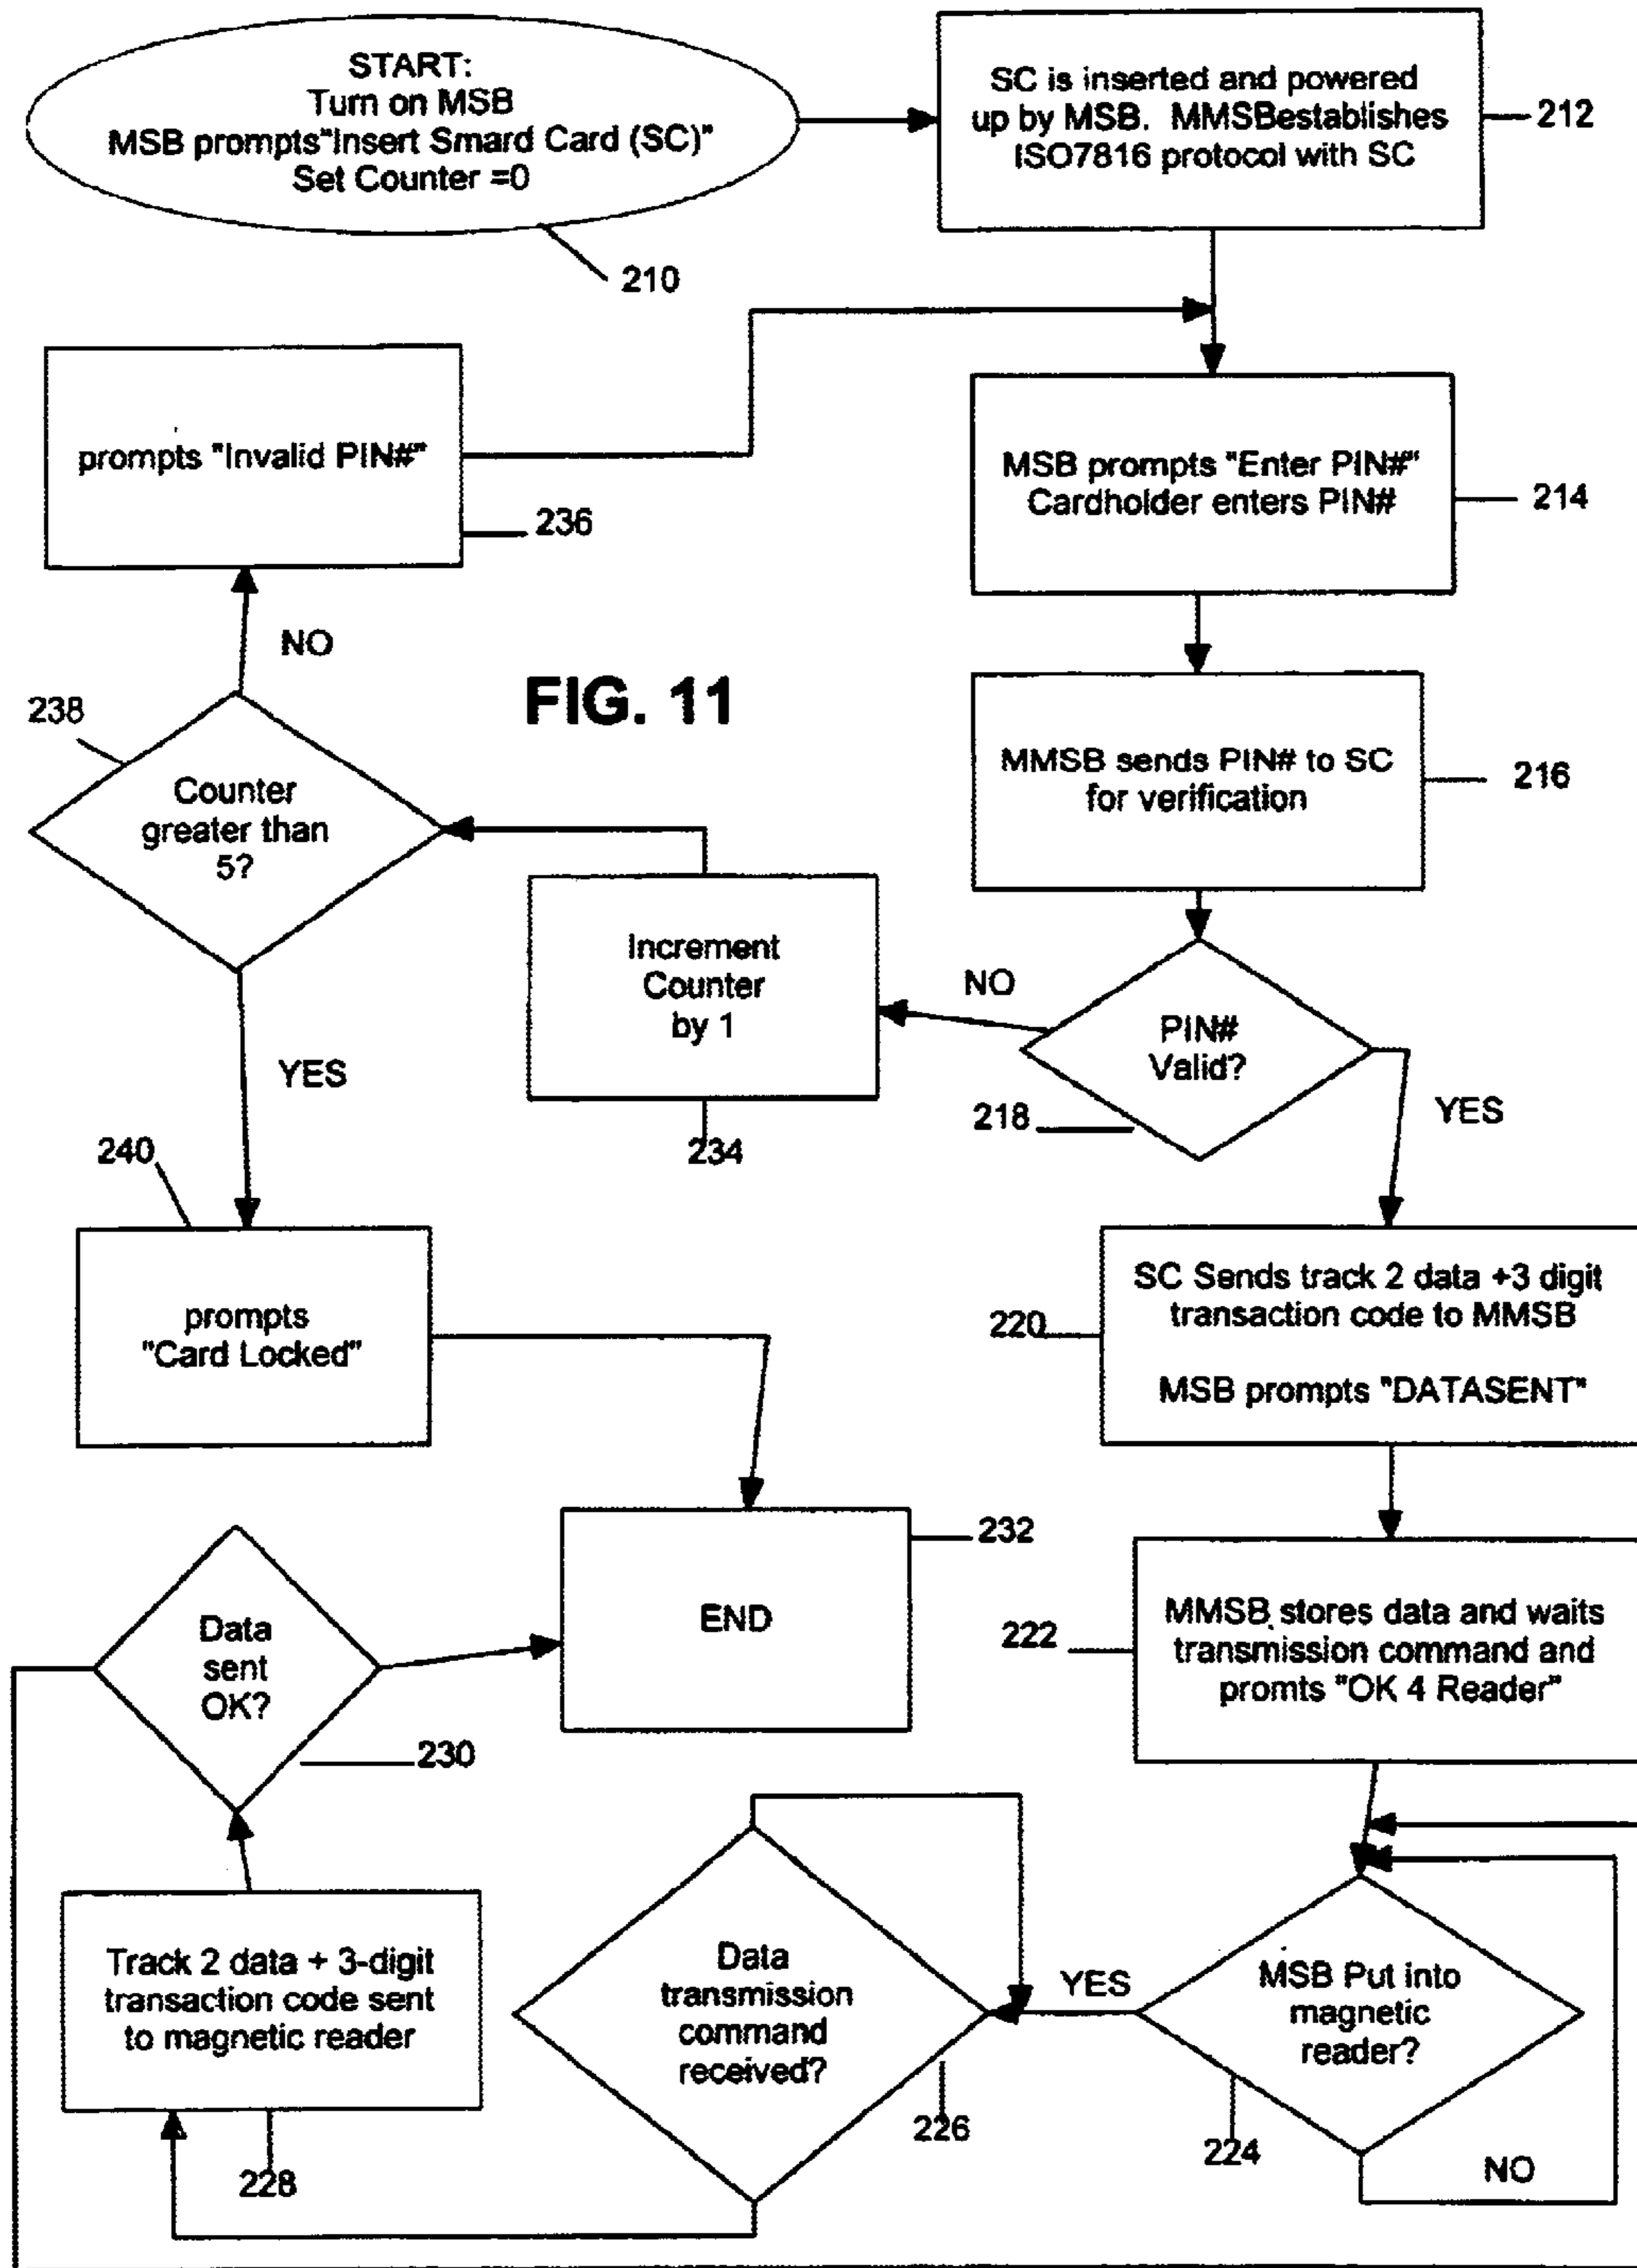 START:
Turn on MSB
MSB prompts"Insert Smard Card (SC)"
Set Counter =0
210
SC is inserted and powered
up by MSB. MMSBestablishes
ISO7816 protocol with SC
212
prompts "Invalid PIN#"
236
MSB prompts "Enter PIN#"
Cardholder enters PIN#
214
NO
FIG. 11
238
Counter
greater than
5?
MMSB sends PIN# to SC
for verification
216
Increment
Counter
by 1
234
NO
PIN#
Valid?
218
YES
YES
240
prompts
"Card Locked"
SC Sends track 2 data +3 digit
transaction code to MMSB
MSB prompts "DATASENT"
220
END
232
MMSB stores data and waits
transmission command and
promts "OK 4 Reader"
222
Data
sent
OK?
230
Track 2 data + 3-digit
transaction code sent
to magnetic reader
228
Data
transmission
command
received?
226
YES
MSB Put into
magnetic
reader?
224
NO